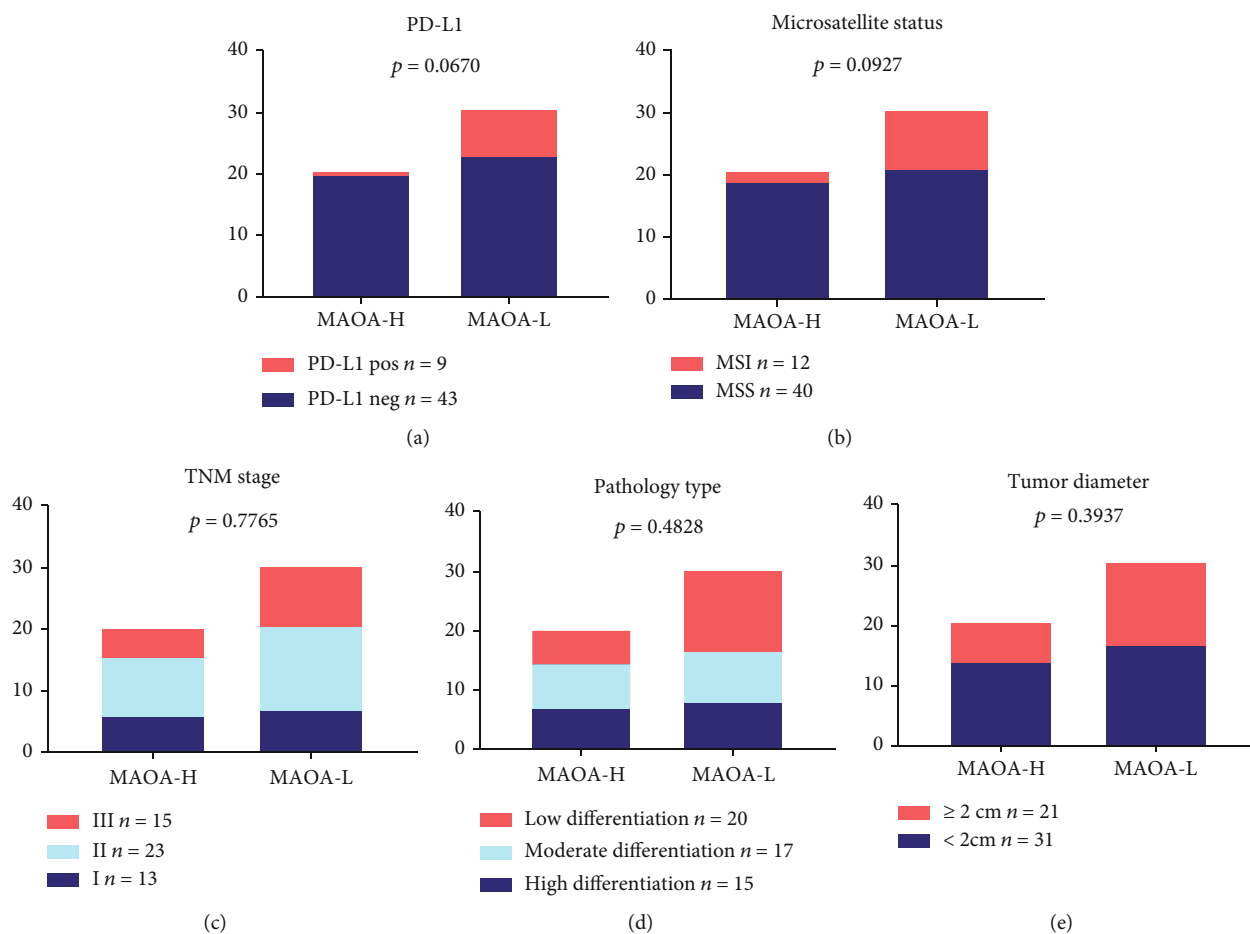 PD-L1
p = 0.0670
40
30
20
10
0
MAOA-H MAOA-L
PD-L1 pos n = 9
PD-L1 neg n = 43
(a)
Microsatellite status
p = 0.0927
40
30
20
10
0
MAOA-H MAOA-L
MSI n = 12
MSS n = 40
(b)
TNM stage
p = 0.7765
40
30
20
10
0
MAOA-H MAOA-L
III n = 15
II n = 23
I n = 13
(c)
Pathology type
p = 0.4828
40
30
20
10
0
MAOA-H MAOA-L
Low differentiation n = 20
Moderate differentiation n = 17
High differentiation n = 15
(d)
Tumor diameter
p = 0.3937
40
30
20
10
0
MAOA-H MAOA-L
≥ 2 cm n = 21
< 2cm n = 31
(e)